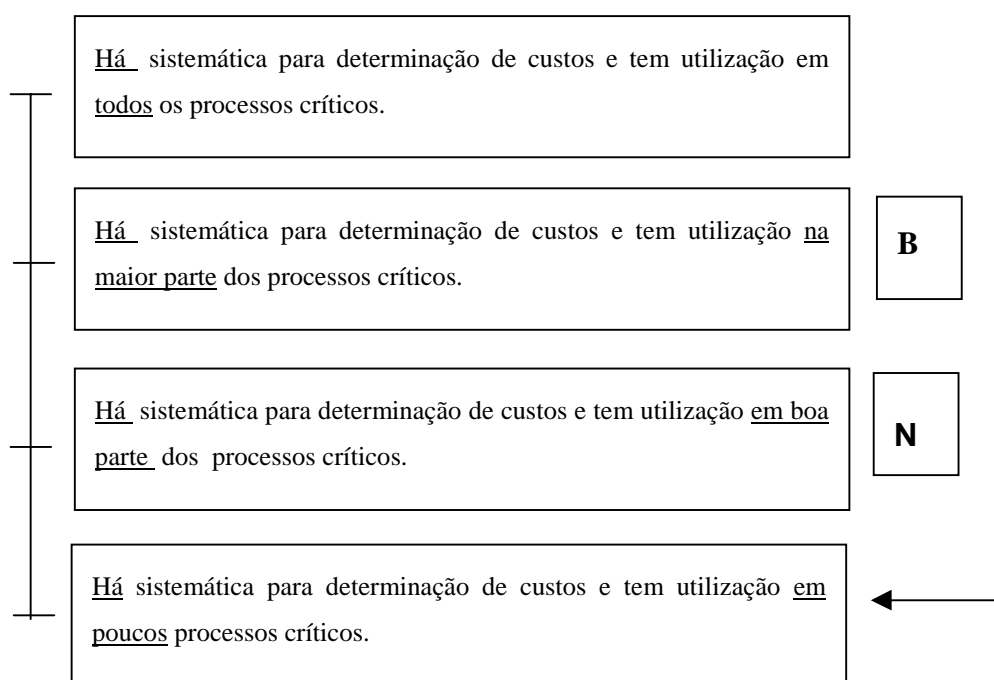 Há sistemática para determinação de custos e tem utilização em
todos os processos críticos.
Há sistemática para determinação de custos e tem utilização na
maior parte dos processos críticos.
B
Há sistemática para determinação de custos e tem utilização em boa
parte dos processos críticos.
N
Há sistemática para determinação de custos e tem utilização em
poucos processos críticos.